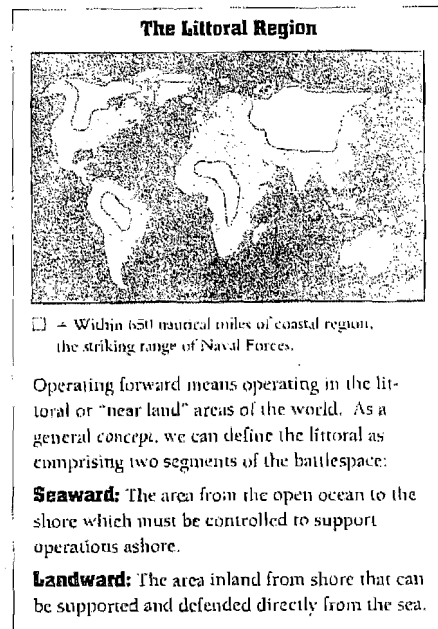 The Littoral Region
= Within 650 nautical miles of coastal region,
the striking range of Naval Forces.
Operating forward means operating in the lit-
toral or "near land" areas of the world. As a
general concept, we can define the littoral as
comprising two segments of the battlespace:
Seaward: The area from the open ocean to the
shore which must be controlled to support
operations ashore.
Landward: The area inland from shore that can
be supported and defended directly from the sea.